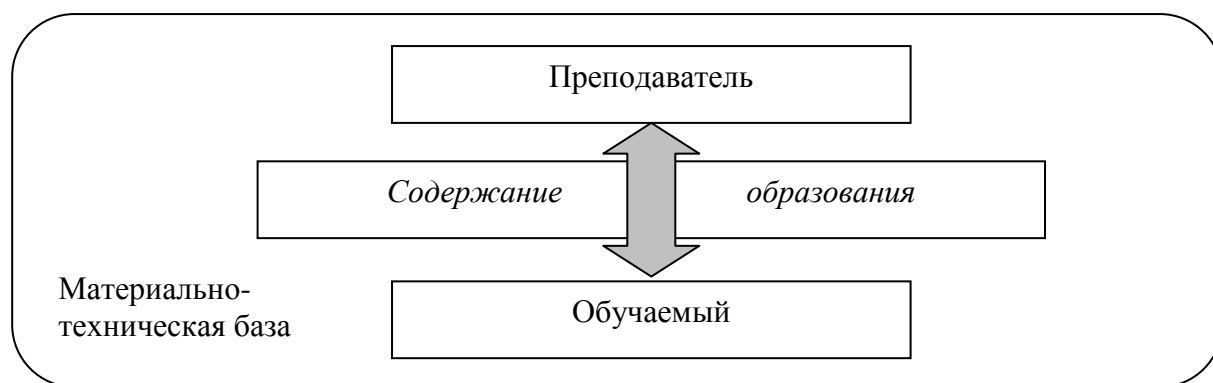 Преподаватель
Содержание образования
Обучаемый
Материально-
техническая база